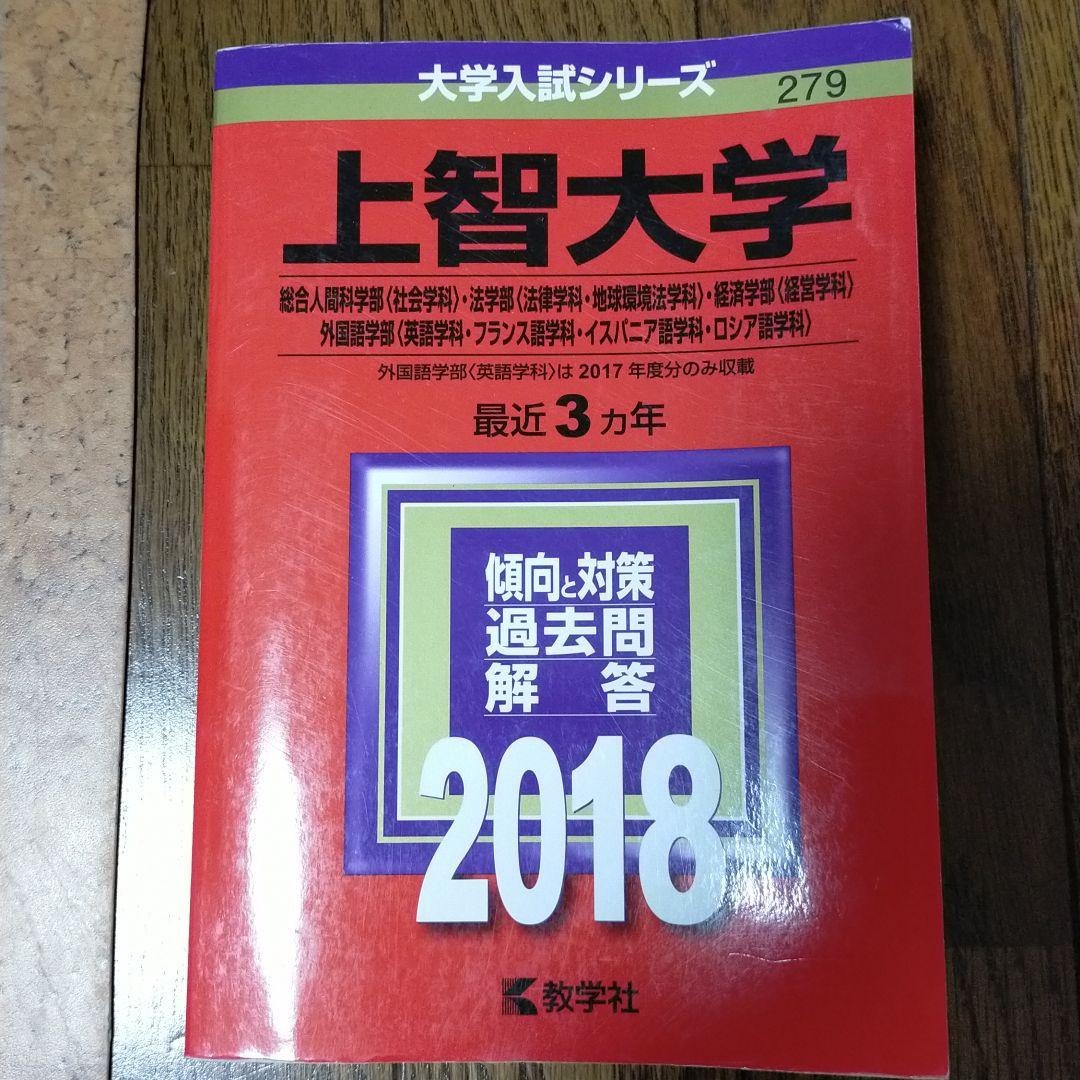 大学入試シリーズ
279
上智大学
総合人間科学部〈社会学科〉・法学部〈法律学科・地球環境法学科〉・経済学部〈経営学科〉
外国語学部〈英語学科・フランス語学科・イスパニア語学科・ロシア語学科〉
外国語学部〈英語学科〉は 2017 年度分のみ収載
最近 3 カ年
傾向と対策
過去問
解答
2018
教学社